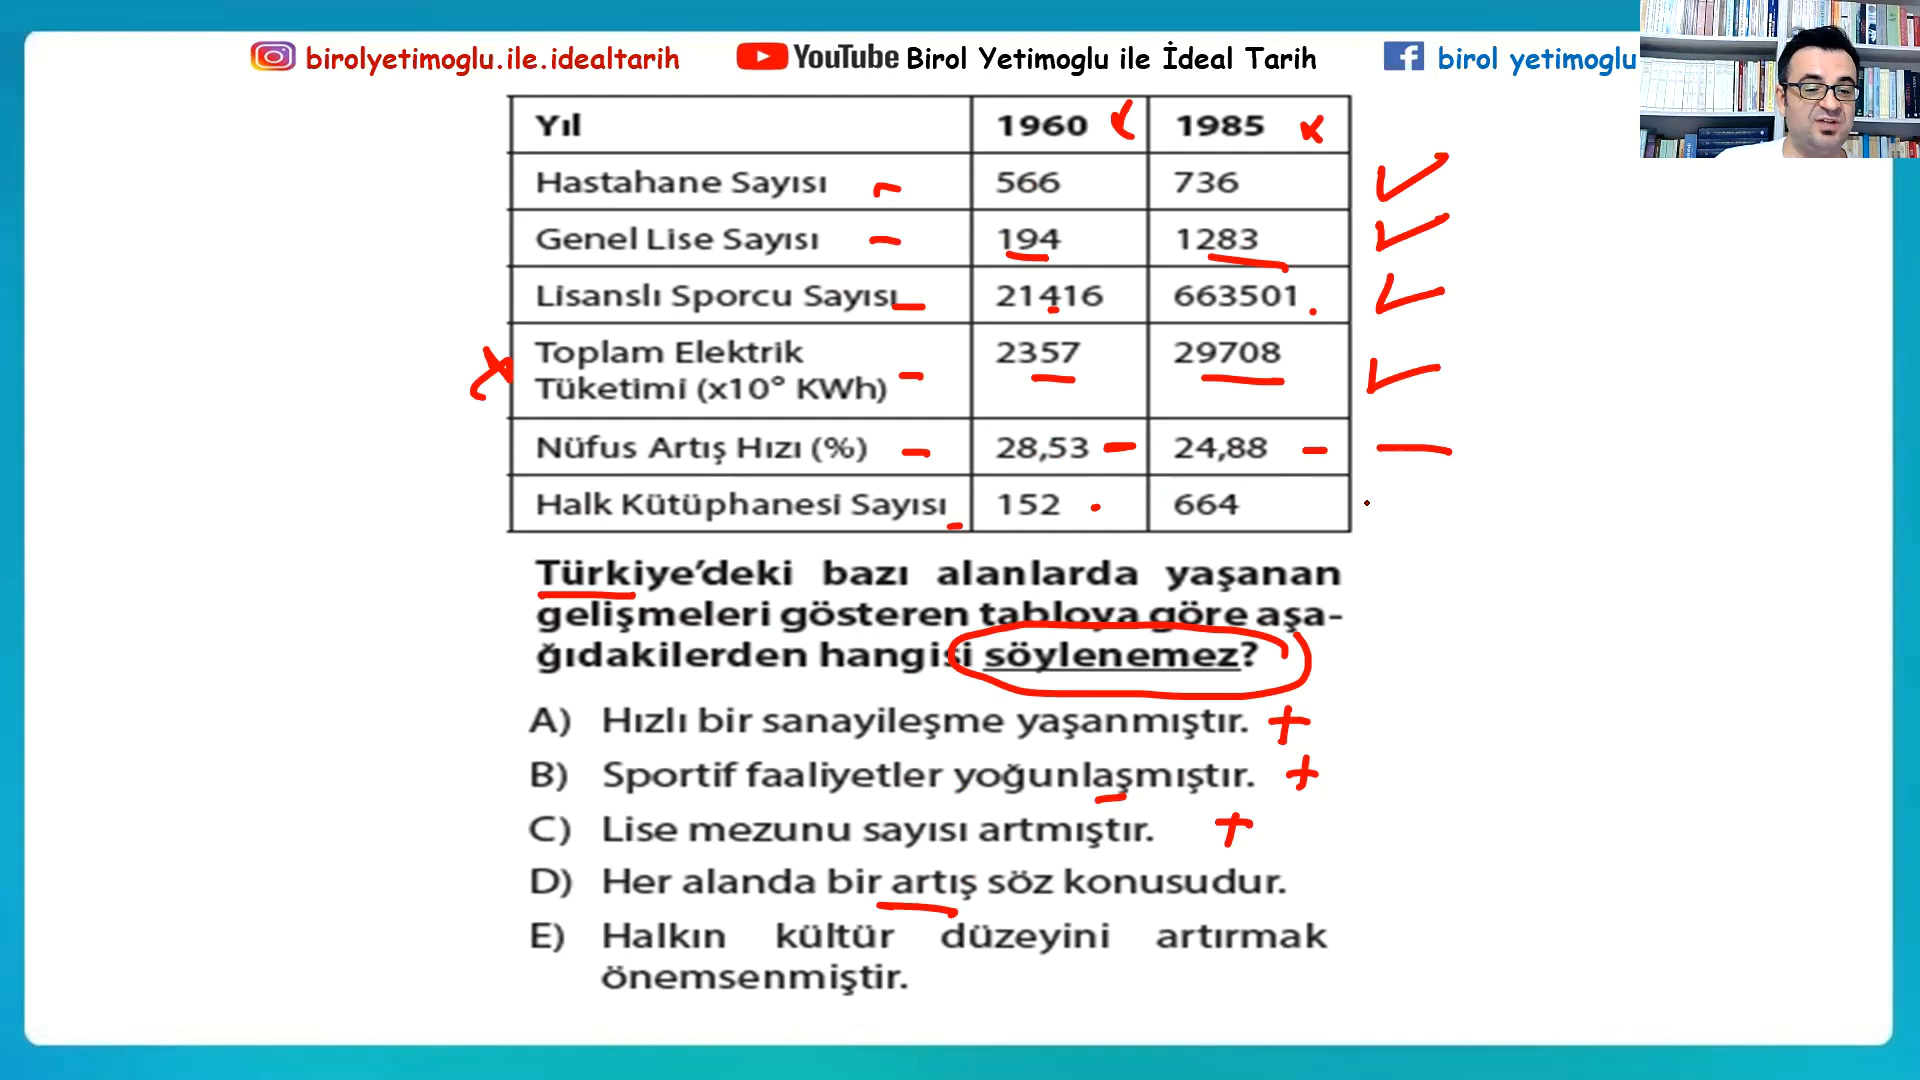 birolyetimoglu.ile.idealtarih YouTube Birol Yetimoglu ile İdeal Tarih birol yetimoglu
Yıl 1960 1985
Hastahane Sayısı 566 736
Genel Lise Sayısı 194 1283
Lisanslı Sporcu Sayısı 21416 663501
Toplam Elektrik
Tüketimi (x10° KWh) 2357 29708
Nüfus Artış Hızı (%) 28,53 24,88
Halk Kütüphanesi Sayısı 152 664
Türkiye’deki bazı alanlarda yaşanan
gelişmeleri gösteren tabloya göre aşa-
ğıdakilerden hangisi söylenemez?
A) Hızlı bir sanayileşme yaşanmıştır.
B) Sportif faaliyetler yoğunlaşmıştır.
C) Lise mezunu sayısı artmıştır.
D) Her alanda bir artış söz konusudur.
E) Halkın kültür düzeyini artırmak
önemsenmiştir.